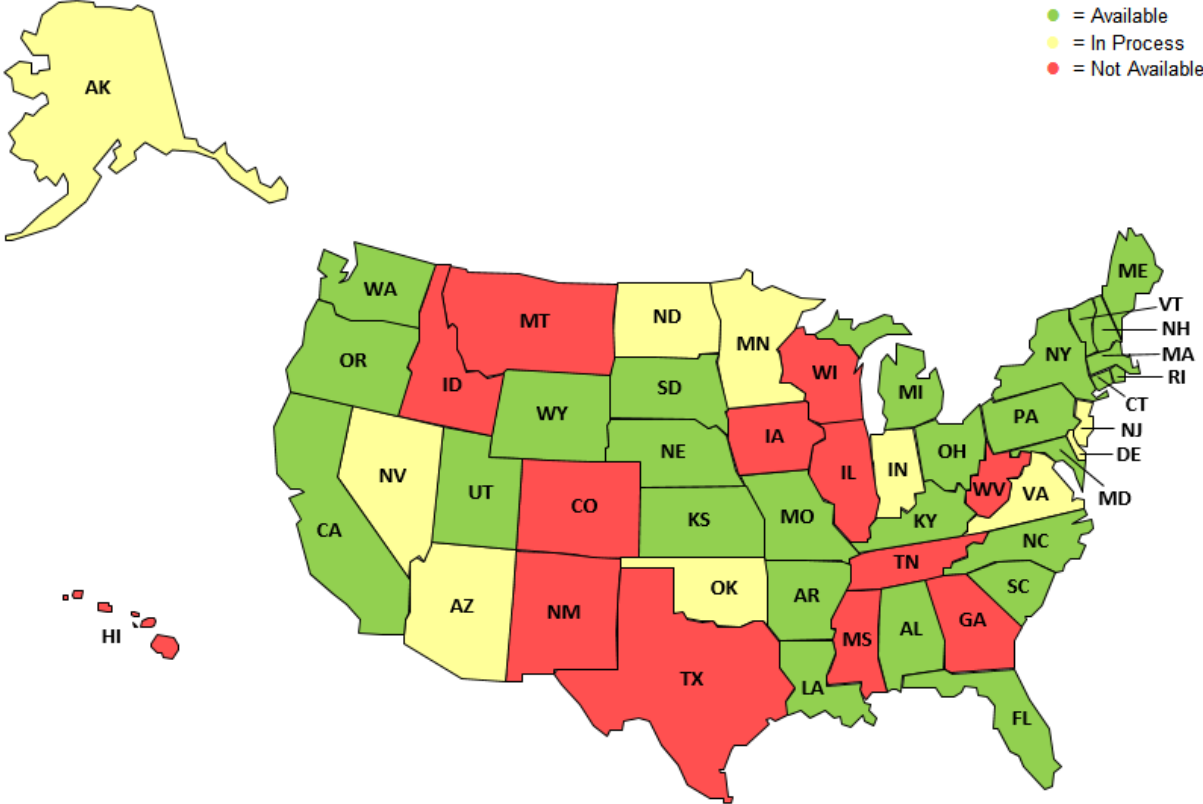 = Available
= In Process
= Not Available
AK
WA
MT
ND
MN
ME
VT
NH
MA
RI
CT
NJ
DE
MD
OR
ID
WY
SD
WI
MI
NY
PA
NV
UT
CO
NE
IA
IL
IN
OH
WV
VA
CA
KS
MO
KY
NC
AZ
NM
OK
AR
TN
SC
HI
TX
LA
MS
AL
GA
FL